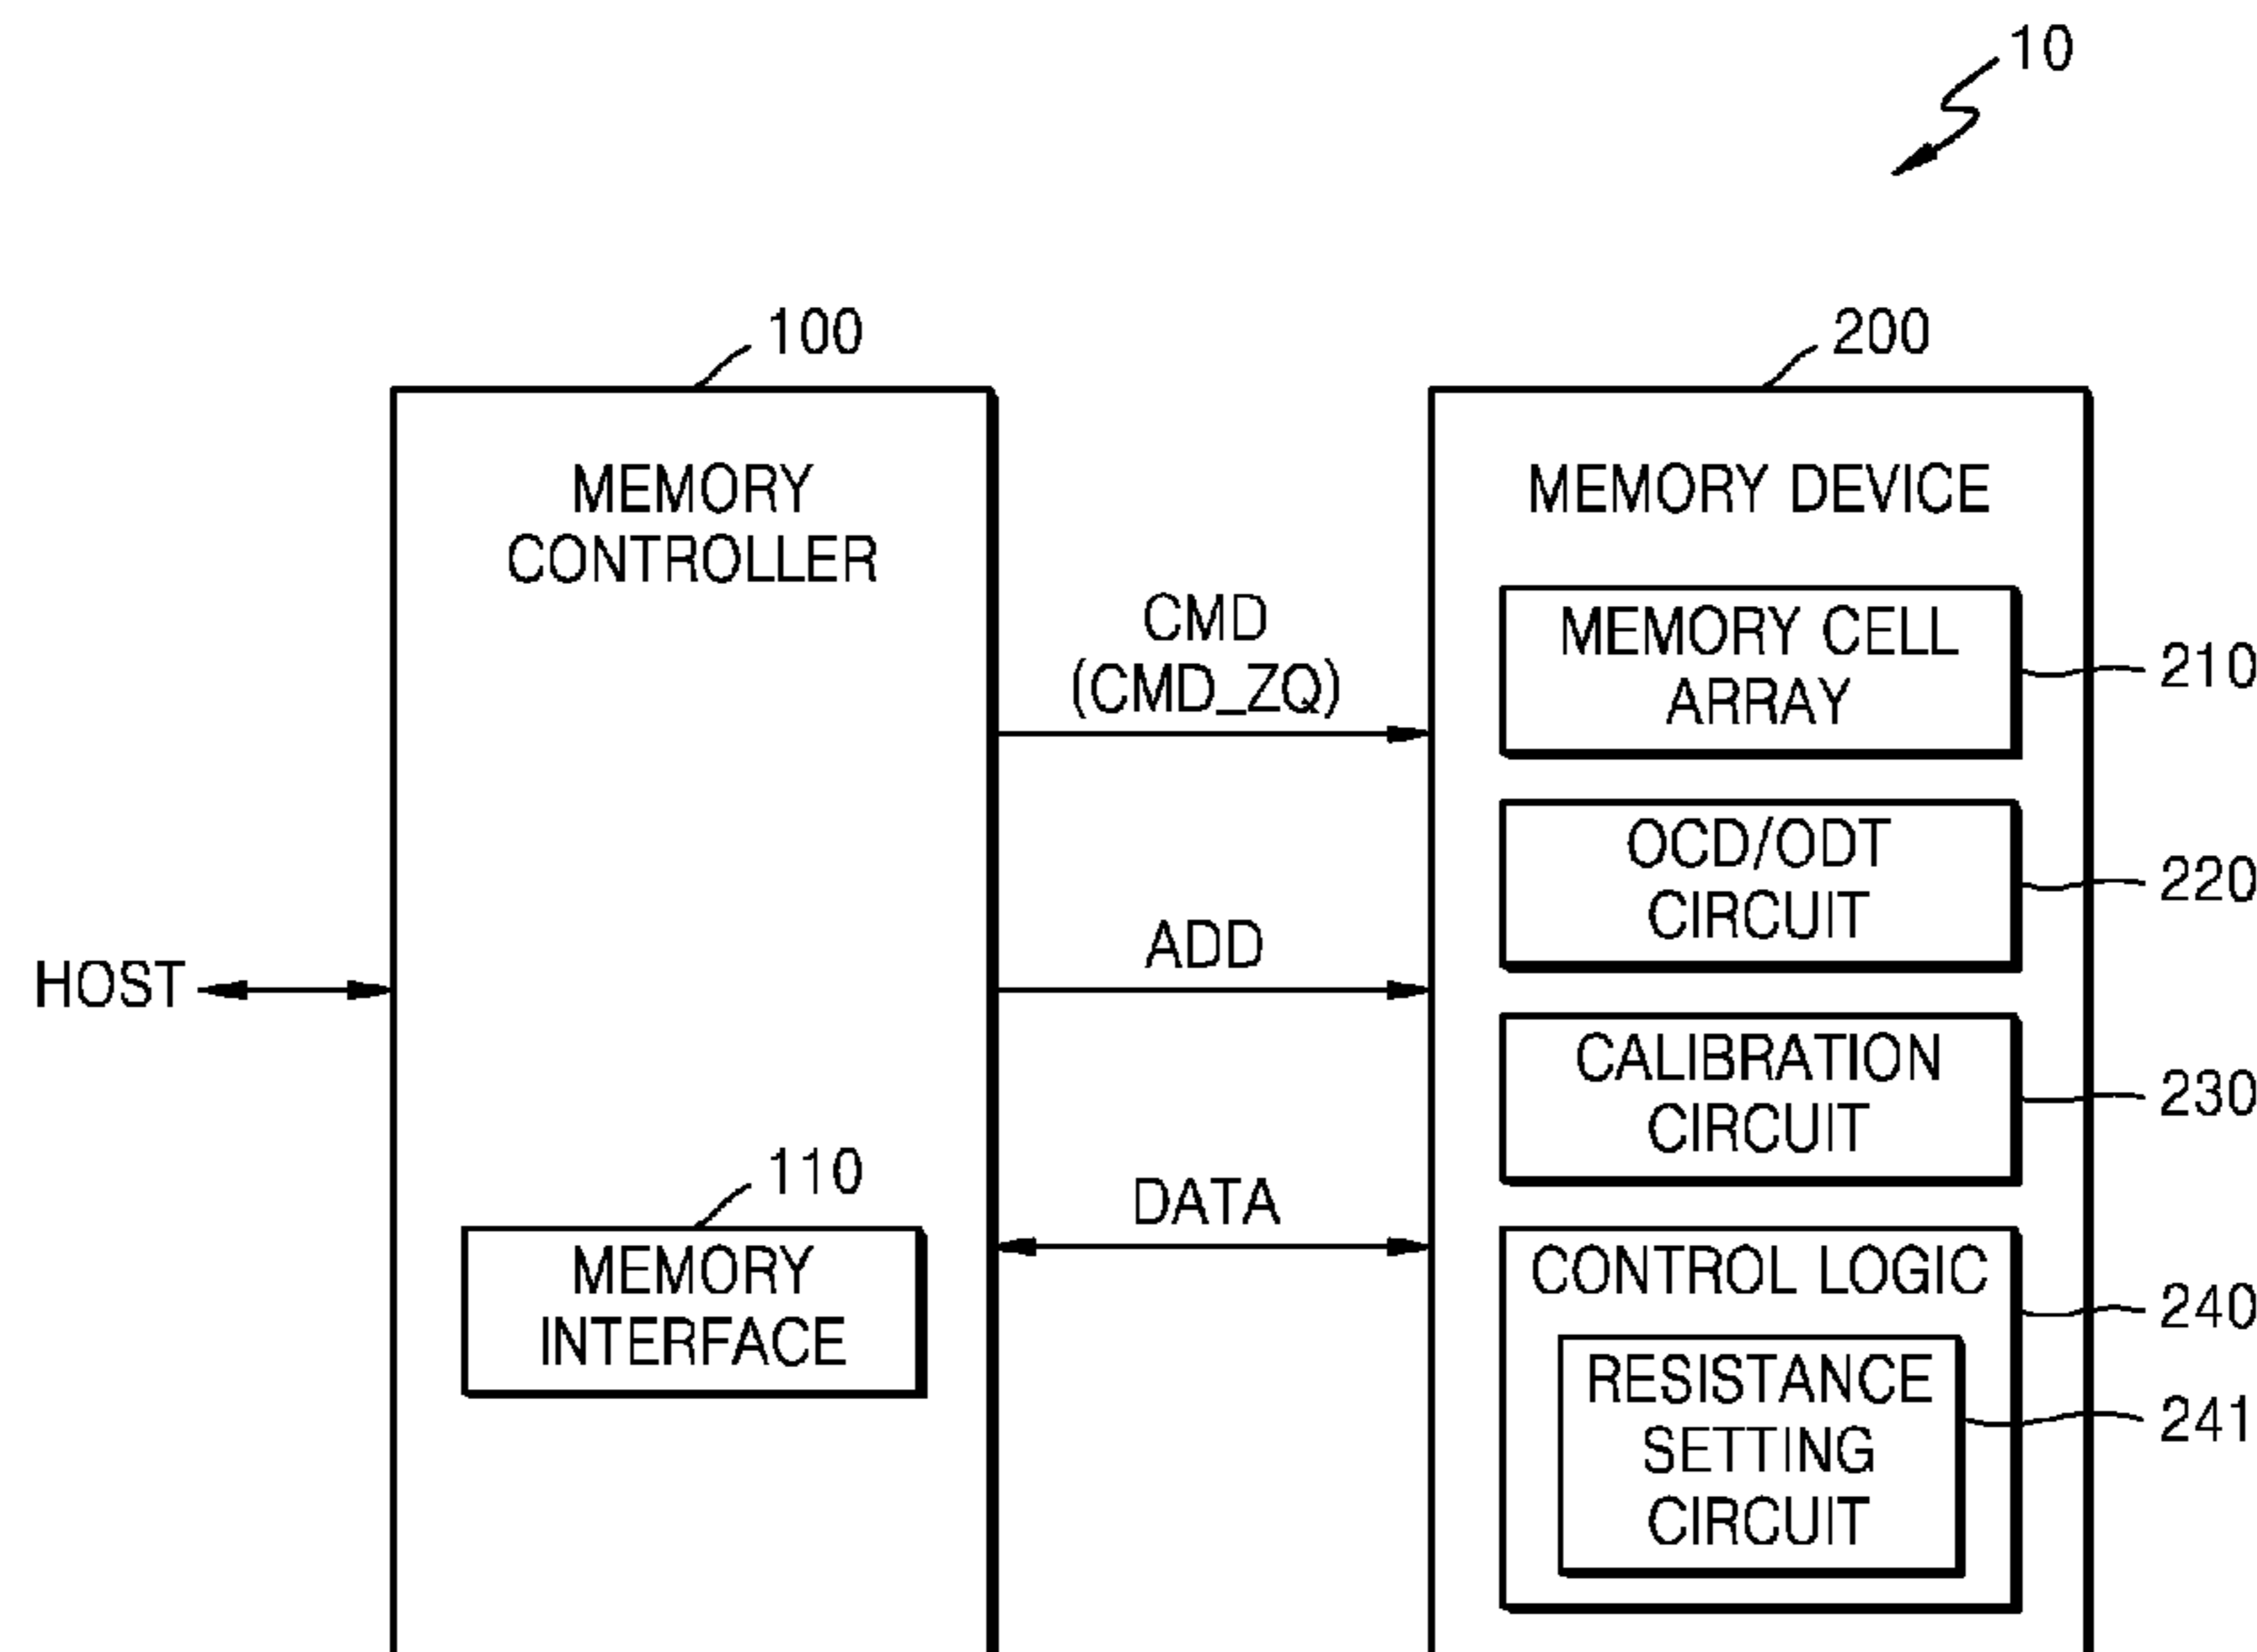 10
100
200
MEMORY
CONTROLLER
MEMORY DEVICE
CMD
(CMD_ZQ)
MEMORY CELL
ARRAY
210
OCD/ODT
CIRCUIT
220
HOST
ADD
CALIBRATION
CIRCUIT
230
110
MEMORY
INTERFACE
DATA
CONTROL LOGIC
240
RESISTANCE
SETTING
CIRCUIT
241